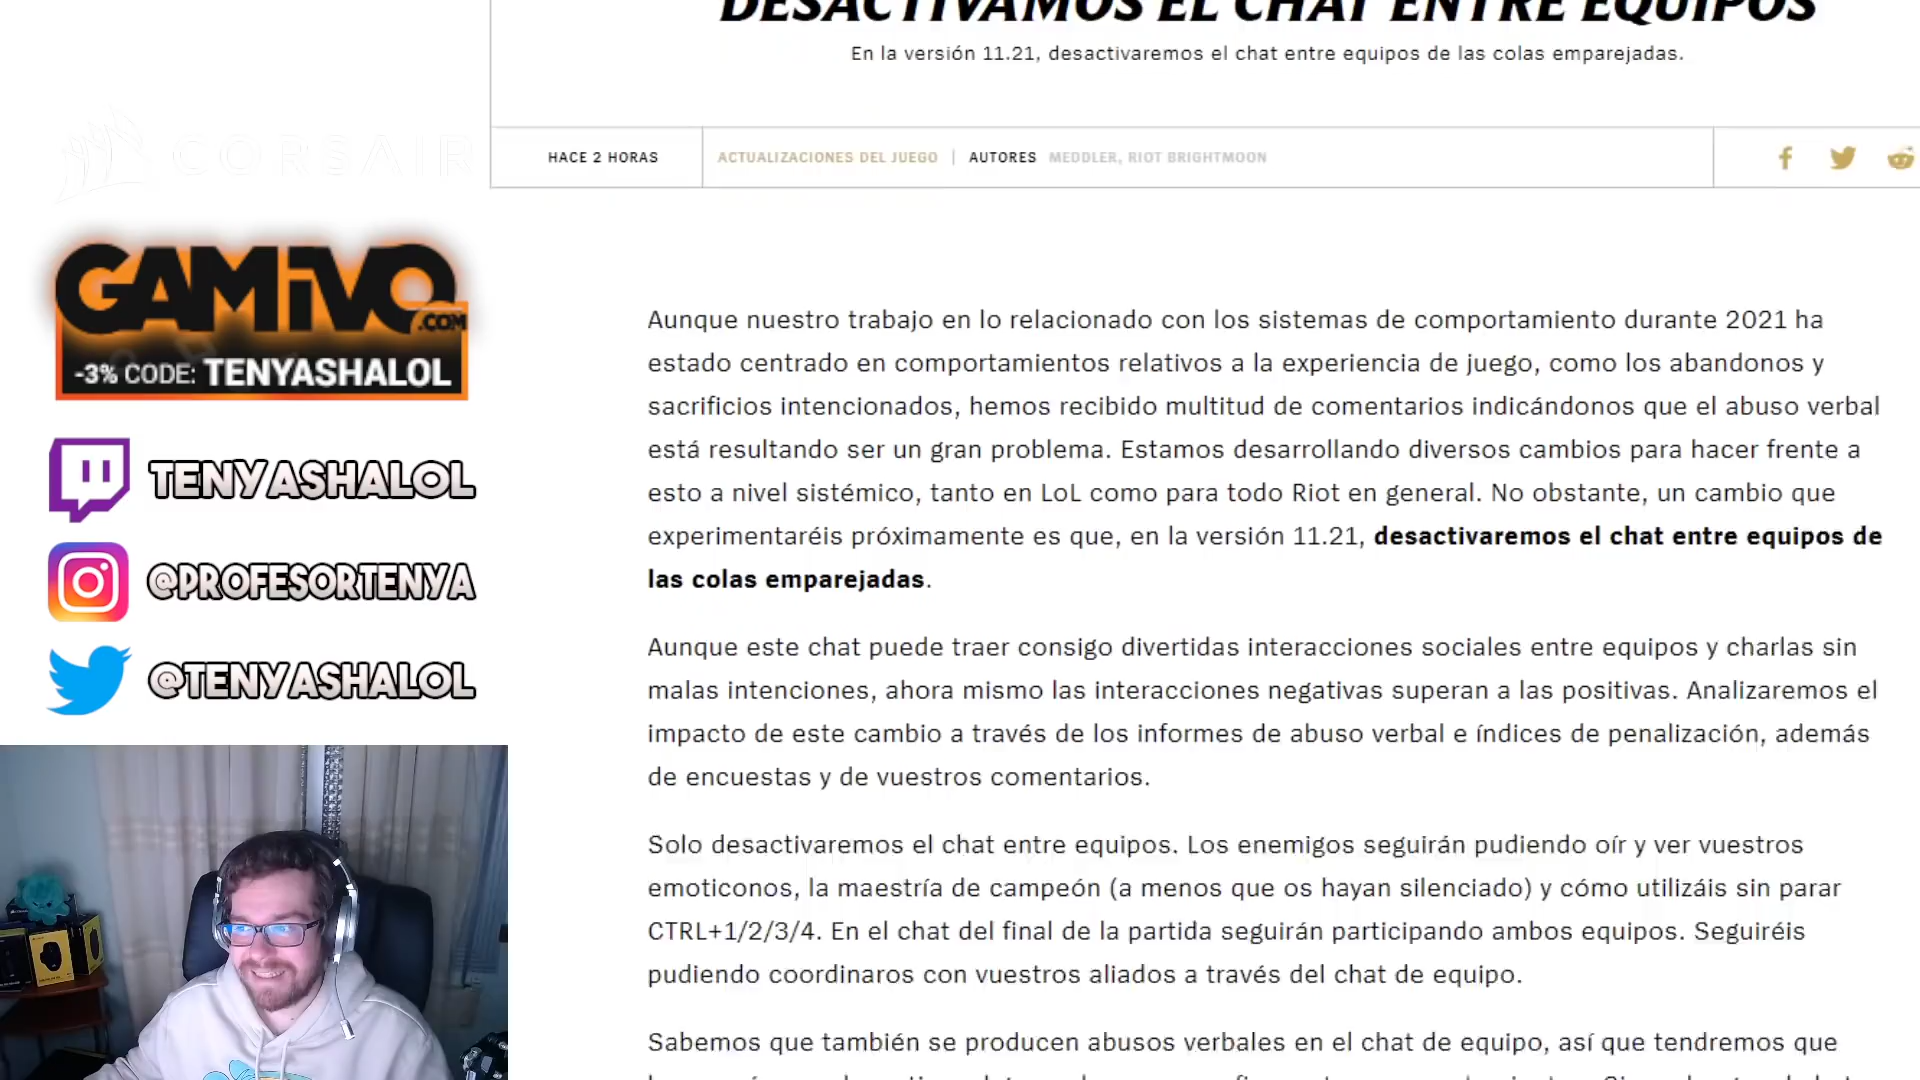 DESACTIVAMOS EL CHAT ENTRE EQUIPOS
En la versión 11.21, desactivaremos el chat entre equipos de las colas emparejadas.
HACE 2 HORAS
ACTUALIZACIONES DEL JUEGO | AUTORES MEDDLER, RIOT BRIGHTMOON
CORSAIR
GAMiVO
.COM
-3% CODE: TENYASHALOL
TENYASHALOL
@PROFESORTENYA
@TENYASHALOL
Aunque nuestro trabajo en lo relacionado con los sistemas de comportamiento durante 2021 ha
estado centrado en comportamientos relativos a la experiencia de juego, como los abandonos y
sacrificios intencionados, hemos recibido multitud de comentarios indicándonos que el abuso verbal
está resultando ser un gran problema. Estamos desarrollando diversos cambios para hacer frente a
esto a nivel sistémico, tanto en LoL como para todo Riot en general. No obstante, un cambio que
experimentaréis próximamente es que, en la versión 11.21, desactivaremos el chat entre equipos de
las colas emparejadas.
Aunque este chat puede traer consigo divertidas interacciones sociales entre equipos y charlas sin
malas intenciones, ahora mismo las interacciones negativas superan a las positivas. Analizaremos el
impacto de este cambio a través de los informes de abuso verbal e índices de penalización, además
de encuestas y de vuestros comentarios.
Solo desactivaremos el chat entre equipos. Los enemigos seguirán pudiendo oír y ver vuestros
emoticonos, la maestría de campeón (a menos que os hayan silenciado) y cómo utilizáis sin parar
CTRL+1/2/3/4. En el chat del final de la partida seguirán participando ambos equipos. Seguiréis
pudiendo coordinaros con vuestros aliados a través del chat de equipo.
Sabemos que también se producen abusos verbales en el chat de equipo, así que tendremos que